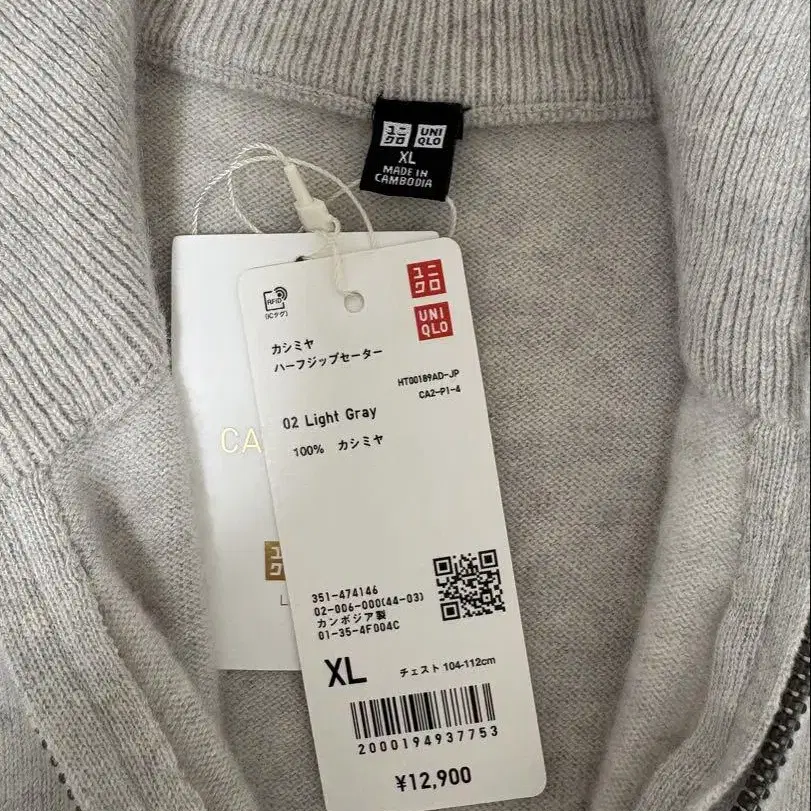 ユニ UNI
クロ QLO
XL
MADE IN
CAMBODIA
RFID
(ICタグ)
ユニ
クロ
UNI
QLO
カシミヤ
ハーフジップセーター
HT00189AD-JP
CA2-P1-4
02 Light Gray
100% カシミヤ
CA
351-474146
02-006-000(44-03)
カンボジア製
01-35-4F004C
XL チェスト 104-112cm
2000194937753
¥12,900